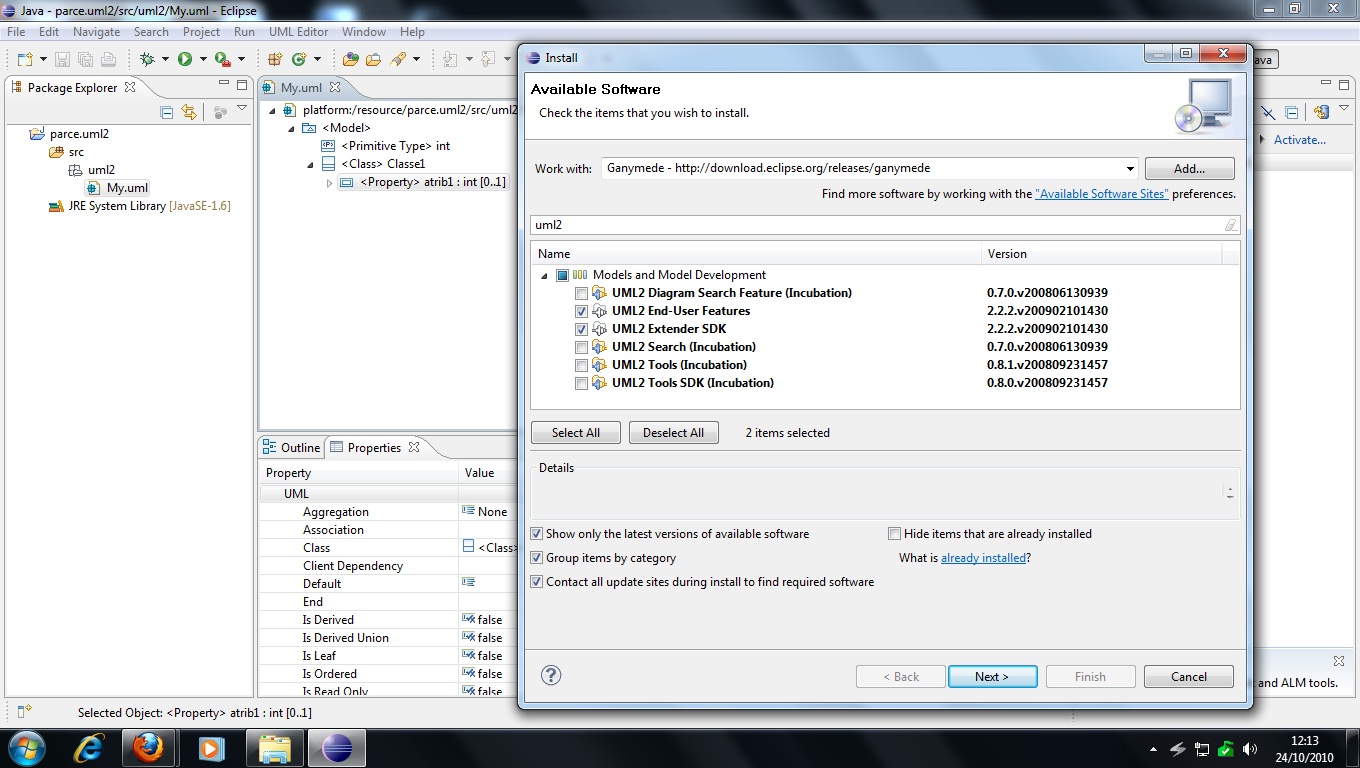 Java - parce.uml2/src/uml2/My.uml - Eclipse
File Edit Navigate Search Project Run UML Editor Window Help
Package Explorer
parce.uml2
src
uml2
My.uml
JRE System Library [JavaSE-1.6]
My.uml
platform:/resource/parce.uml2/src/uml2
<Model>
<Primitive Type> int
<Class> Classe1
<Property> atrib1 : int [0..1]
Outline Properties
Property Value
UML
Aggregation None
Association
Class <Class>
Client Dependency
Default
End
Is Derived false
Is Derived Union false
Is Leaf false
Is Ordered false
Is Read Only false
Install
Available Software
Check the items that you wish to install.
Work with: Ganymede - http://download.eclipse.org/releases/ganymede Add...
Find more software by working with the "Available Software Sites" preferences.
uml2
Name Version
Models and Model Development
UML2 Diagram Search Feature (Incubation) 0.7.0.v200806130939
UML2 End-User Features 2.2.2.v200902101430
UML2 Extender SDK 2.2.2.v200902101430
UML2 Search (Incubation) 0.7.0.v200806130939
UML2 Tools (Incubation) 0.8.1.v200809231457
UML2 Tools SDK (Incubation) 0.8.0.v200809231457
Select All Deselect All 2 items selected
Details
Show only the latest versions of available software Hide items that are already installed
Group items by category What is already installed?
Contact all update sites during install to find required software
< Back Next > Finish Cancel
ava
Activate...
and ALM tools.
Selected Object: <Property> atrib1 : int [0..1]
12:13
24/10/2010